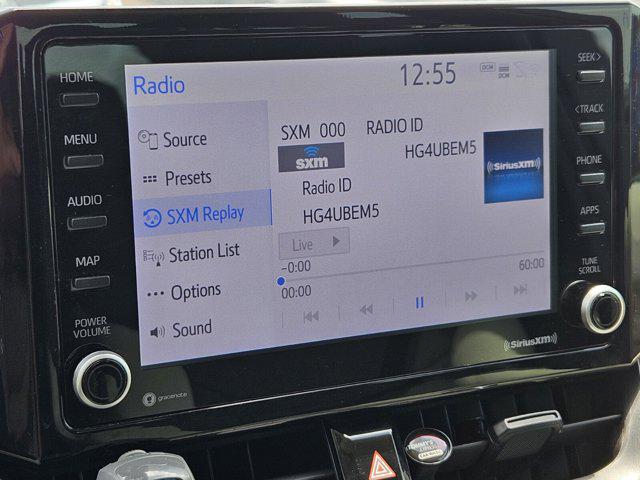 HOME
MENU
AUDIO
MAP
POWER
VOLUME
Radio
12:55
DCM
DCM
Source
Presets
SXM Replay
Station List
Options
Sound
SXM 000 RADIO ID
HG4UBEM5
sxm
Radio ID
HG4UBEM5
((SiriusXM))
Live
-0:00
60:00
00:00
SEEK >
< TRACK
PHONE
APPS
TUNE
SCROLL
((SiriusXM))
gracenote